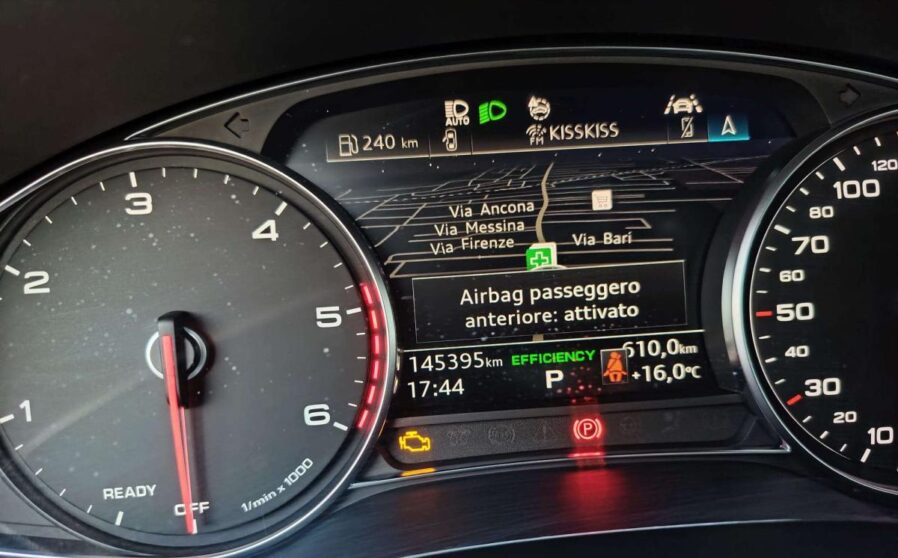 AUTO
240 km
FM KISSKISS
A
Via Ancona
Via Messina
Via Firenze
Via Bari
Airbag passeggero
anteriore: attivato
145395km
EFFICIENCY
610,0km
17:44
P
+16,0°C
P
1
2
3
4
5
6
READY
OFF
1/min x 1000
10
20
30
40
50
60
70
80
100
120